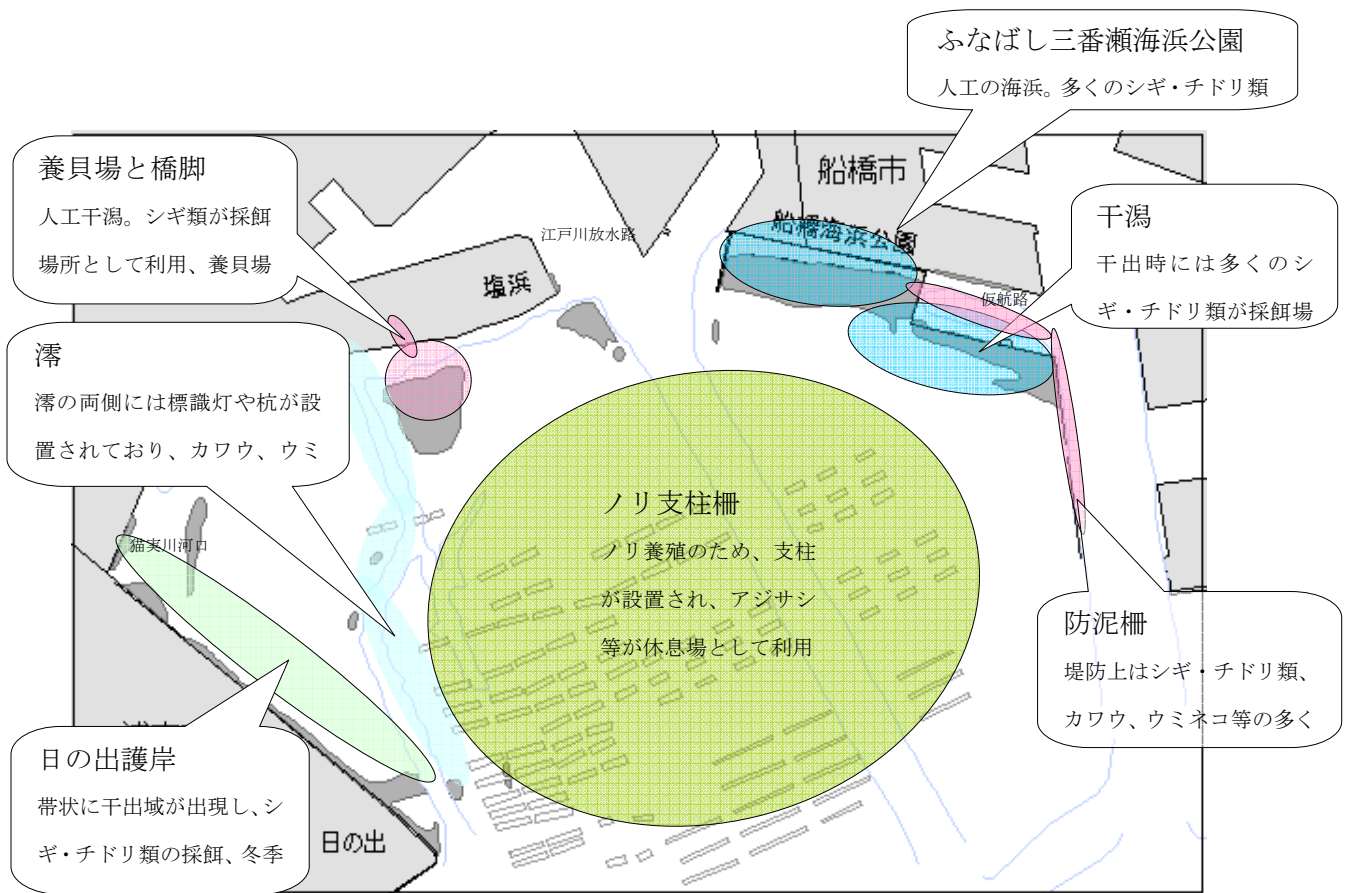 ふなばし三番瀬海浜公園
人工の海浜。多くのシギ・チドリ類
養貝場と橋脚
人工干潟。シギ類が採餌
場所として利用、養貝場
船橋市
船橋海浜公園
干潟
干出時には多くのシ
ギ・チドリ類が採餌場
江戸川放水路
塩浜
仮航路
澪
澪の両側には標識灯や杭が設
置されており、カワウ、ウミ
ノリ支柱柵
ノリ養殖のため、支柱
が設置され、アジサシ
等が休息場として利用
猫実川河口
防泥柵
堤防上はシギ・チドリ類、
カワウ、ウミネコ等の多く
日の出護岸
帯状に干出域が出現し、シ
ギ・チドリ類の採餌、冬季
日の出